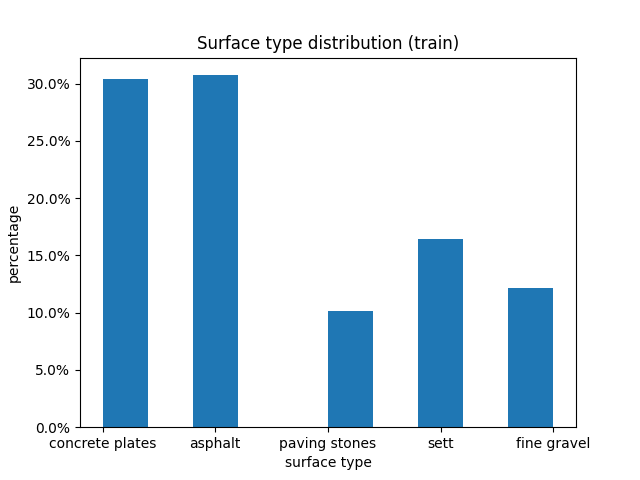 Surface type distribution (train)
30.0%
25.0%
20.0%
15.0%
10.0%
5.0%
0.0%
percentage
concrete plates asphalt paving stones sett fine gravel
surface type